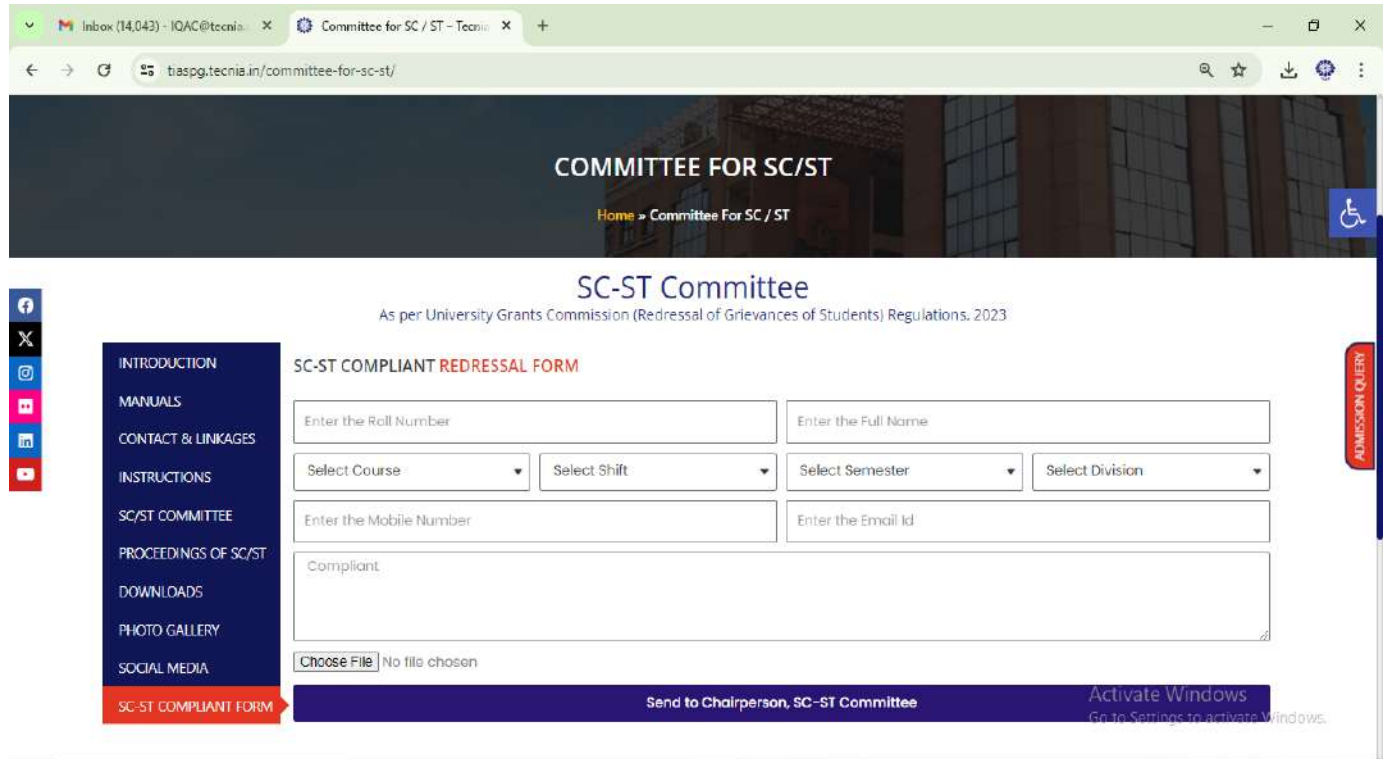 Inbox (14,043) - IQAC@tecnia. Committee for SC / ST – Tecnia
tiaspg.tecnia.in/committee-for-sc-st/
COMMITTEE FOR SC/ST
Home » Committee For SC / ST
SC-ST Committee
As per University Grants Commission (Redressal of Grievances of Students) Regulations, 2023
INTRODUCTION
MANUALS
CONTACT & LINKAGES
INSTRUCTIONS
SC/ST COMMITTEE
PROCEEDINGS OF SC/ST
DOWNLOADS
PHOTO GALLERY
SOCIAL MEDIA
SC-ST COMPLIANT FORM
SC-ST COMPLIANT REDRESSAL FORM
Enter the Roll Number Enter the Full Name
Select Course Select Shift Select Semester Select Division
Enter the Mobile Number Enter the Email Id
Compliant
Choose File No file chosen
Send to Chairperson, SC-ST Committee
ADMISSION QUERY
Activate Windows
Go to Settings to activate Windows.